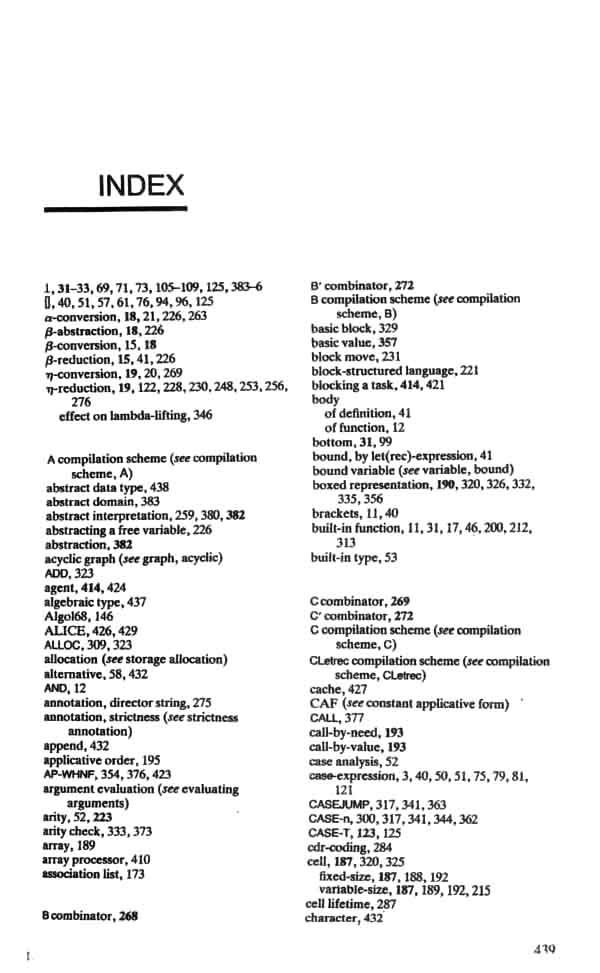 INDEX
⊥, 31–33, 69, 71, 73, 105–109, 125, 383–6
▯, 40, 51, 57, 61, 76, 94, 96, 125
α-conversion, 18, 21, 226, 263
β-abstraction, 18, 226
β-conversion, 15, 18
β-reduction, 15, 41, 226
η-conversion, 19, 20, 269
η-reduction, 19, 122, 228, 230, 248, 253, 256,
276
effect on lambda-lifting, 346
A compilation scheme (see compilation
scheme, A)
abstract data type, 438
abstract domain, 383
abstract interpretation, 259, 380, 382
abstracting a free variable, 226
abstraction, 382
acyclic graph (see graph, acyclic)
ADD, 323
agent, 414, 424
algebraic type, 437
Algol68, 146
ALICE, 426, 429
ALLOC, 309, 323
allocation (see storage allocation)
alternative, 58, 432
AND, 12
annotation, director string, 275
annotation, strictness (see strictness
annotation)
append, 432
applicative order, 195
AP-WHNF, 354, 376, 423
argument evaluation (see evaluating
arguments)
arity, 52, 223
arity check, 333, 373
array, 189
array processor, 410
association list, 173
B combinator, 268
B' combinator, 272
B compilation scheme (see compilation
scheme, B)
basic block, 329
basic value, 357
block move, 231
block-structured language, 221
blocking a task, 414, 421
body
of definition, 41
of function, 12
bottom, 31, 99
bound, by let(rec)-expression, 41
bound variable (see variable, bound)
boxed representation, 190, 320, 326, 332,
335, 356
brackets, 11, 40
built-in function, 11, 31, 17, 46, 200, 212,
313
built-in type, 53
C combinator, 269
C' combinator, 272
C compilation scheme (see compilation
scheme, C)
CLetrec compilation scheme (see compilation
scheme, CLetrec)
cache, 427
CAF (see constant applicative form)
CALL, 377
call-by-need, 193
call-by-value, 193
case analysis, 52
case-expression, 3, 40, 50, 51, 75, 79, 81,
121
CASEJUMP, 317, 341, 363
CASE-n, 300, 317, 341, 344, 362
CASE-T, 123, 125
cdr-coding, 284
cell, 187, 320, 325
fixed-size, 187, 188, 192
variable-size, 187, 189, 192, 215
cell lifetime, 287
character, 432
439